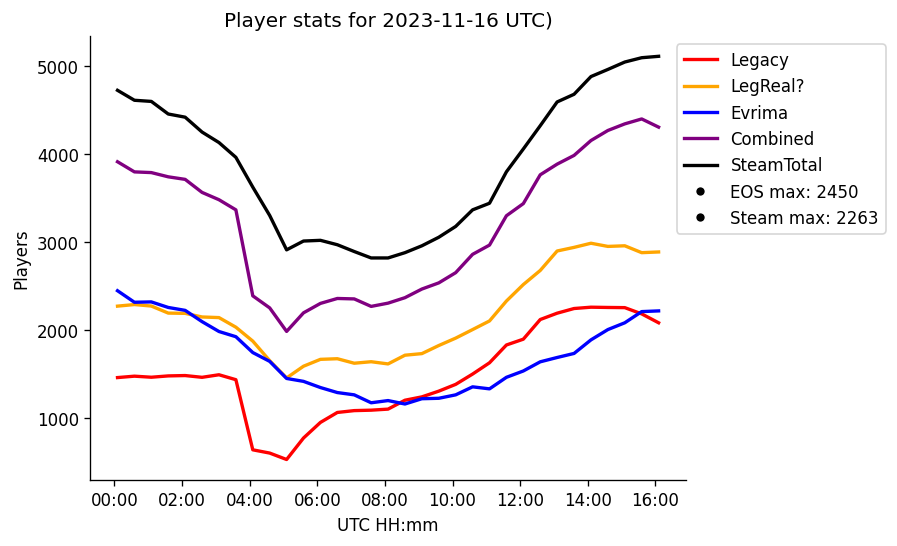 Player stats for 2023-11-16 UTC)
Players
5000
4000
3000
2000
1000
00:00 02:00 04:00 06:00 08:00 10:00 12:00 14:00 16:00
UTC HH:mm
Legacy
LegReal?
Evrima
Combined
SteamTotal
EOS max: 2450
Steam max: 2263